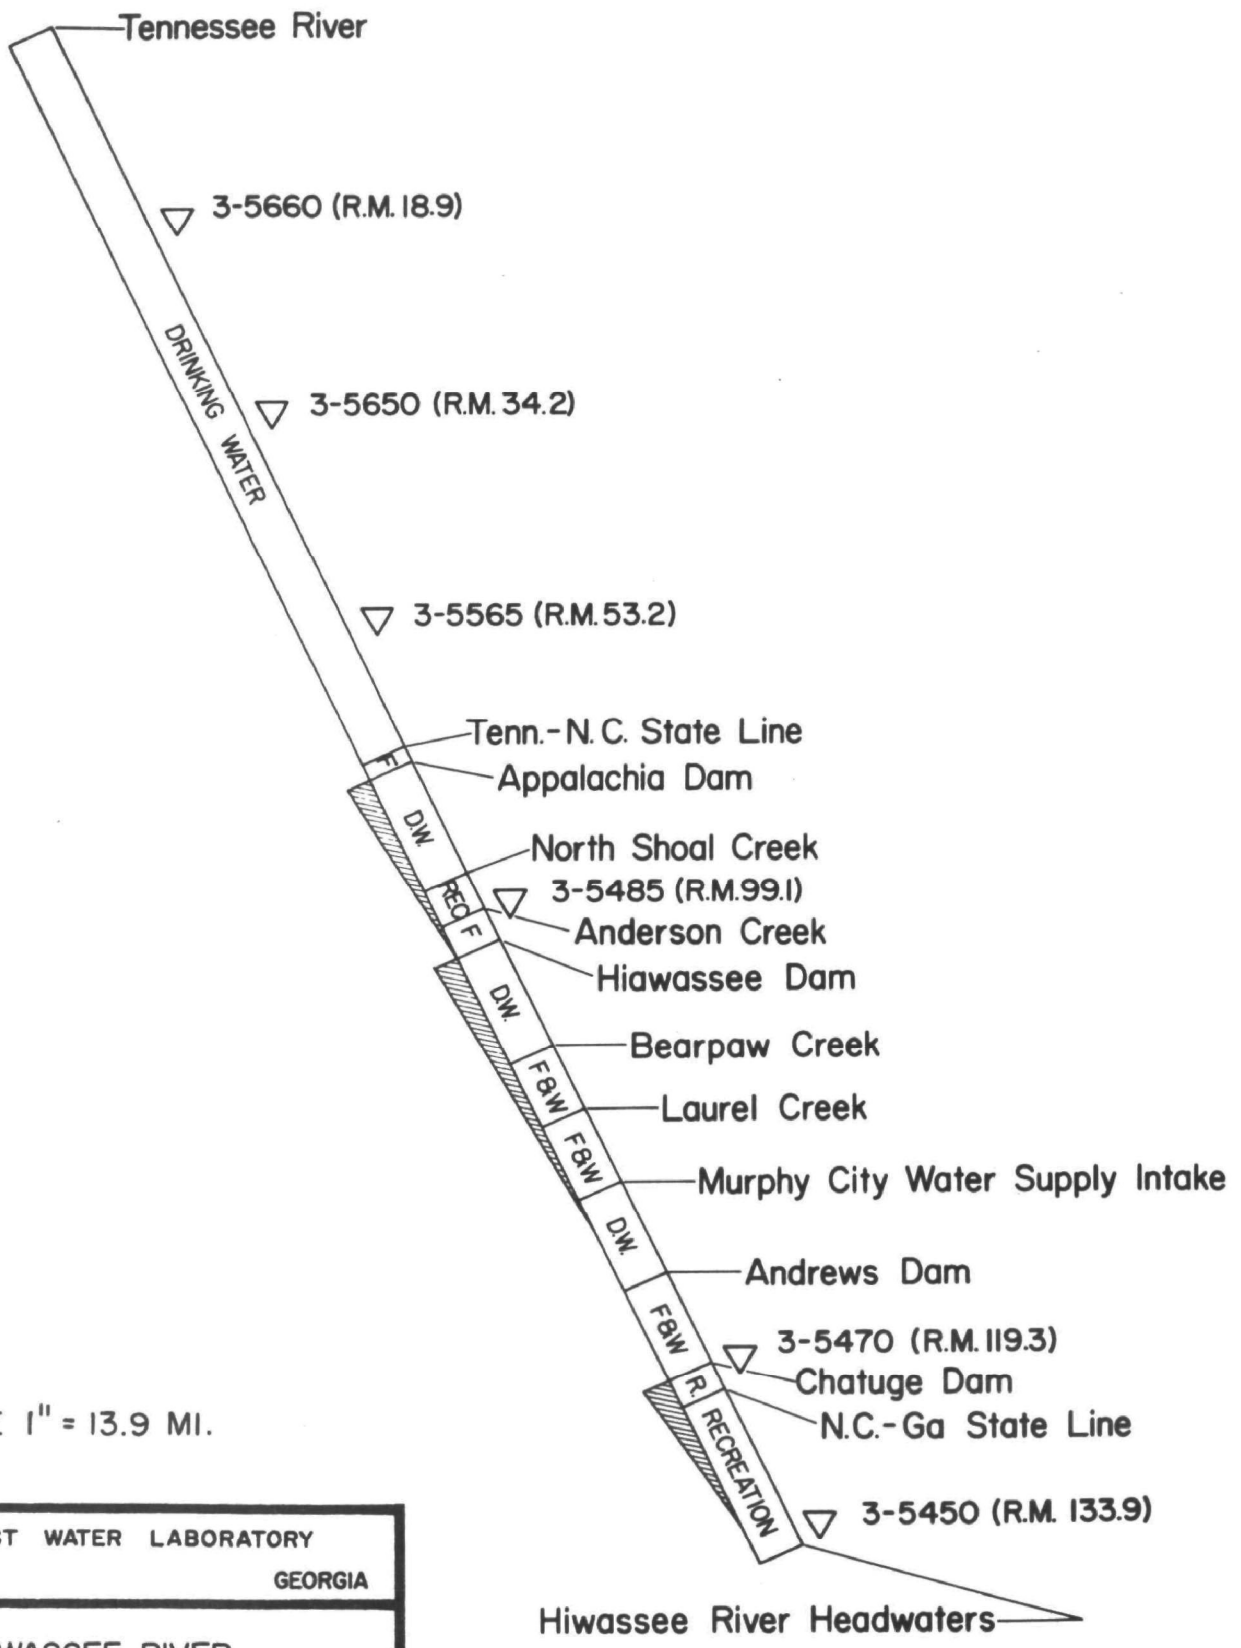 Tennessee River
3-5660 (R.M. 18.9)
DRINKING WATER
3-5650 (R.M. 34.2)
3-5565 (R.M. 53.2)
Tenn.-N.C. State Line
F
Appalachia Dam
D.W.
North Shoal Creek
REC
3-5485 (R.M. 99.1)
F
Anderson Creek
Hiawassee Dam
D.W.
Bearpaw Creek
F&W
Laurel Creek
F&W
Murphy City Water Supply Intake
D.W.
Andrews Dam
F&W
3-5470 (R.M. 119.3)
R.
Chatuge Dam
N.C.-Ga State Line
1" = 13.9 MI.
RECREATION
3-5450 (R.M. 133.9)
WATER LABORATORY
GEORGIA
Hiwassee River Headwaters
RIVER